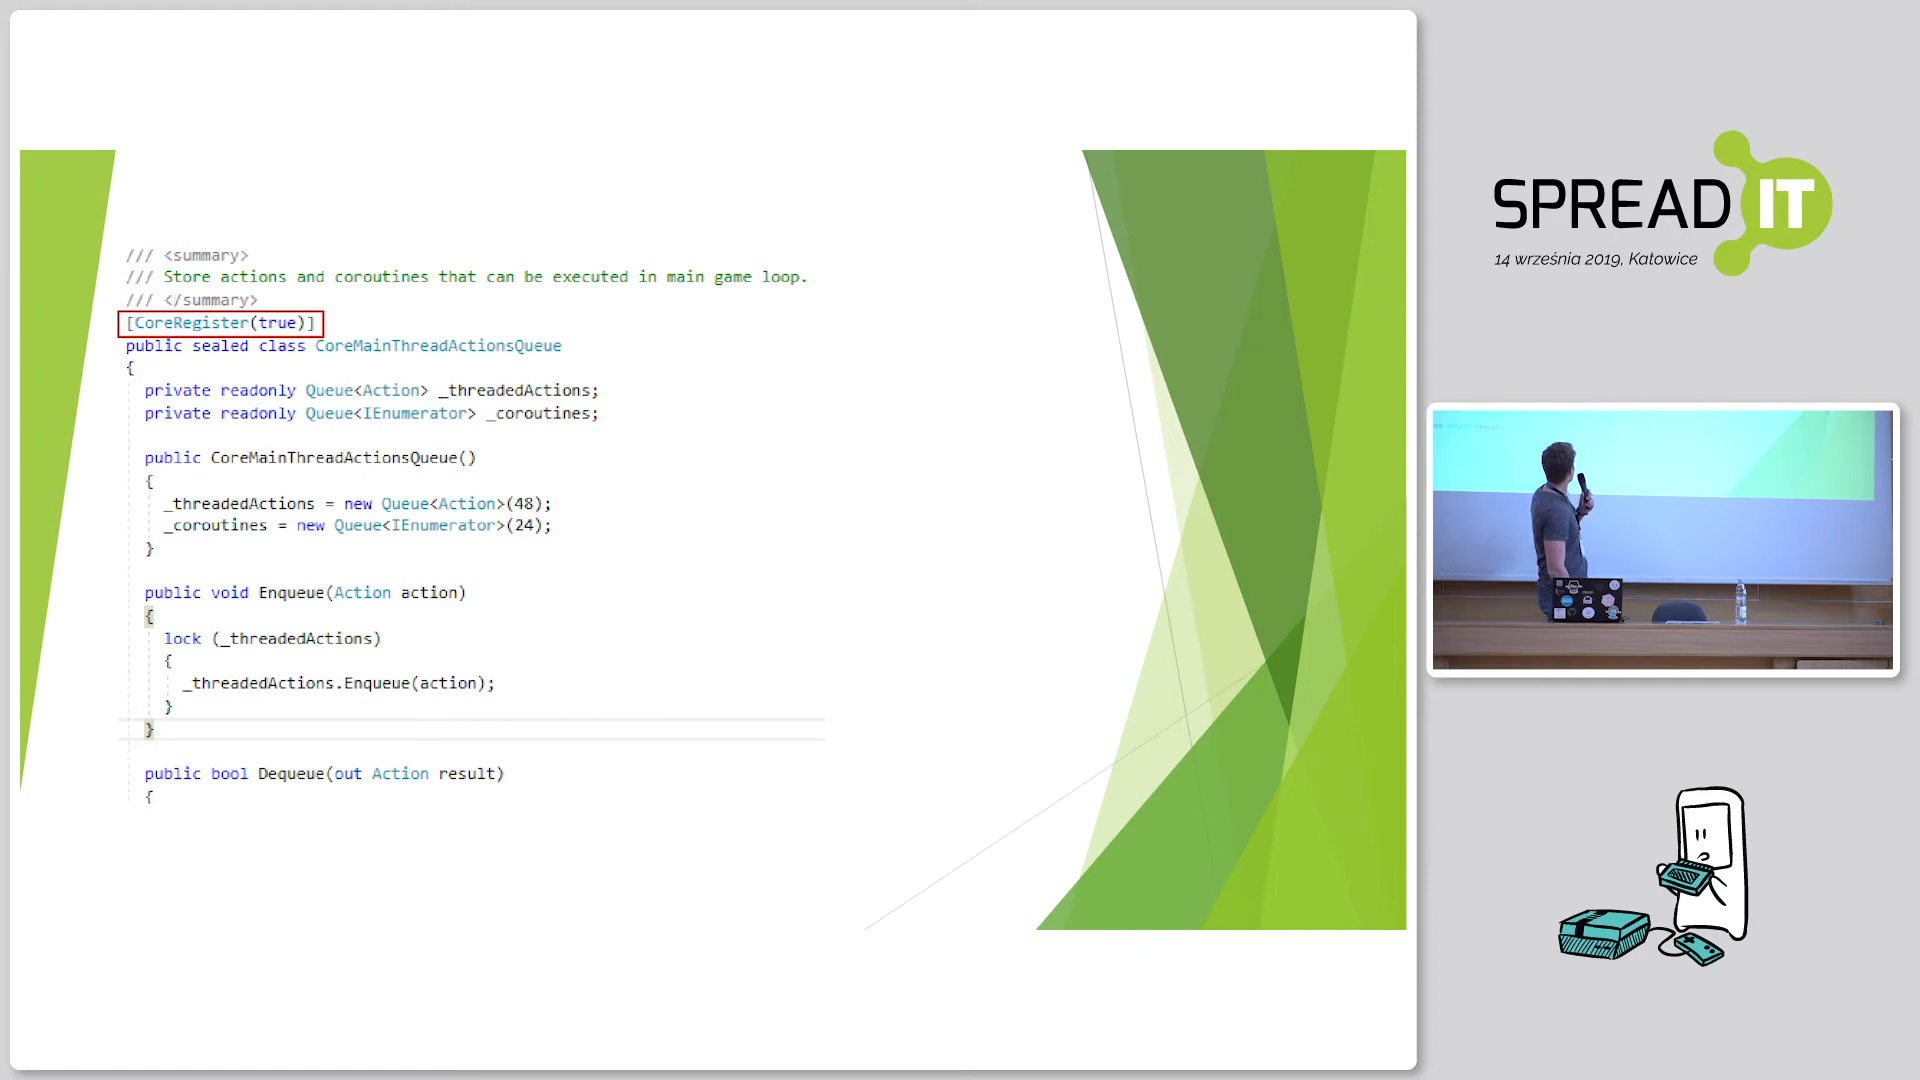 /// <summary>
/// Store actions and coroutines that can be executed in main game loop.
/// </summary>
[CoreRegister(true)]
public sealed class CoreMainThreadActionsQueue
{
private readonly Queue<Action> _threadedActions;
private readonly Queue<IEnumerator> _coroutines;
public CoreMainThreadActionsQueue()
{
_threadedActions = new Queue<Action>(48);
_coroutines = new Queue<IEnumerator>(24);
}
public void Enqueue(Action action)
{
lock (_threadedActions)
{
_threadedActions.Enqueue(action);
}
}
public bool Dequeue(out Action result)
{
SPREAD IT
14 września 2019, Katowice